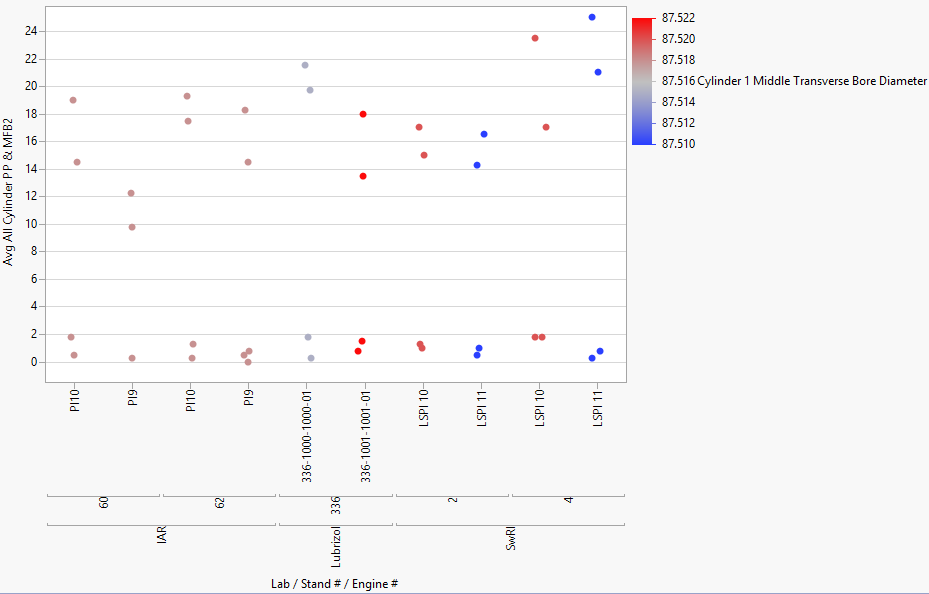 Avg All Cylinder PP & MFB2
24
22
20
18
16
14
12
10
8
6
4
2
0
PI10
PI9
PI10
PI9
336-1000-1000-01
336-1001-1001-01
LSPI 10
LSPI 11
LSPI 10
LSPI 11
60
62
336
2
4
IAR
Lubrizol
SwRI
Lab / Stand # / Engine #
87.522
87.520
87.518
87.516 Cylinder 1 Middle Transverse Bore Diameter
87.514
87.512
87.510